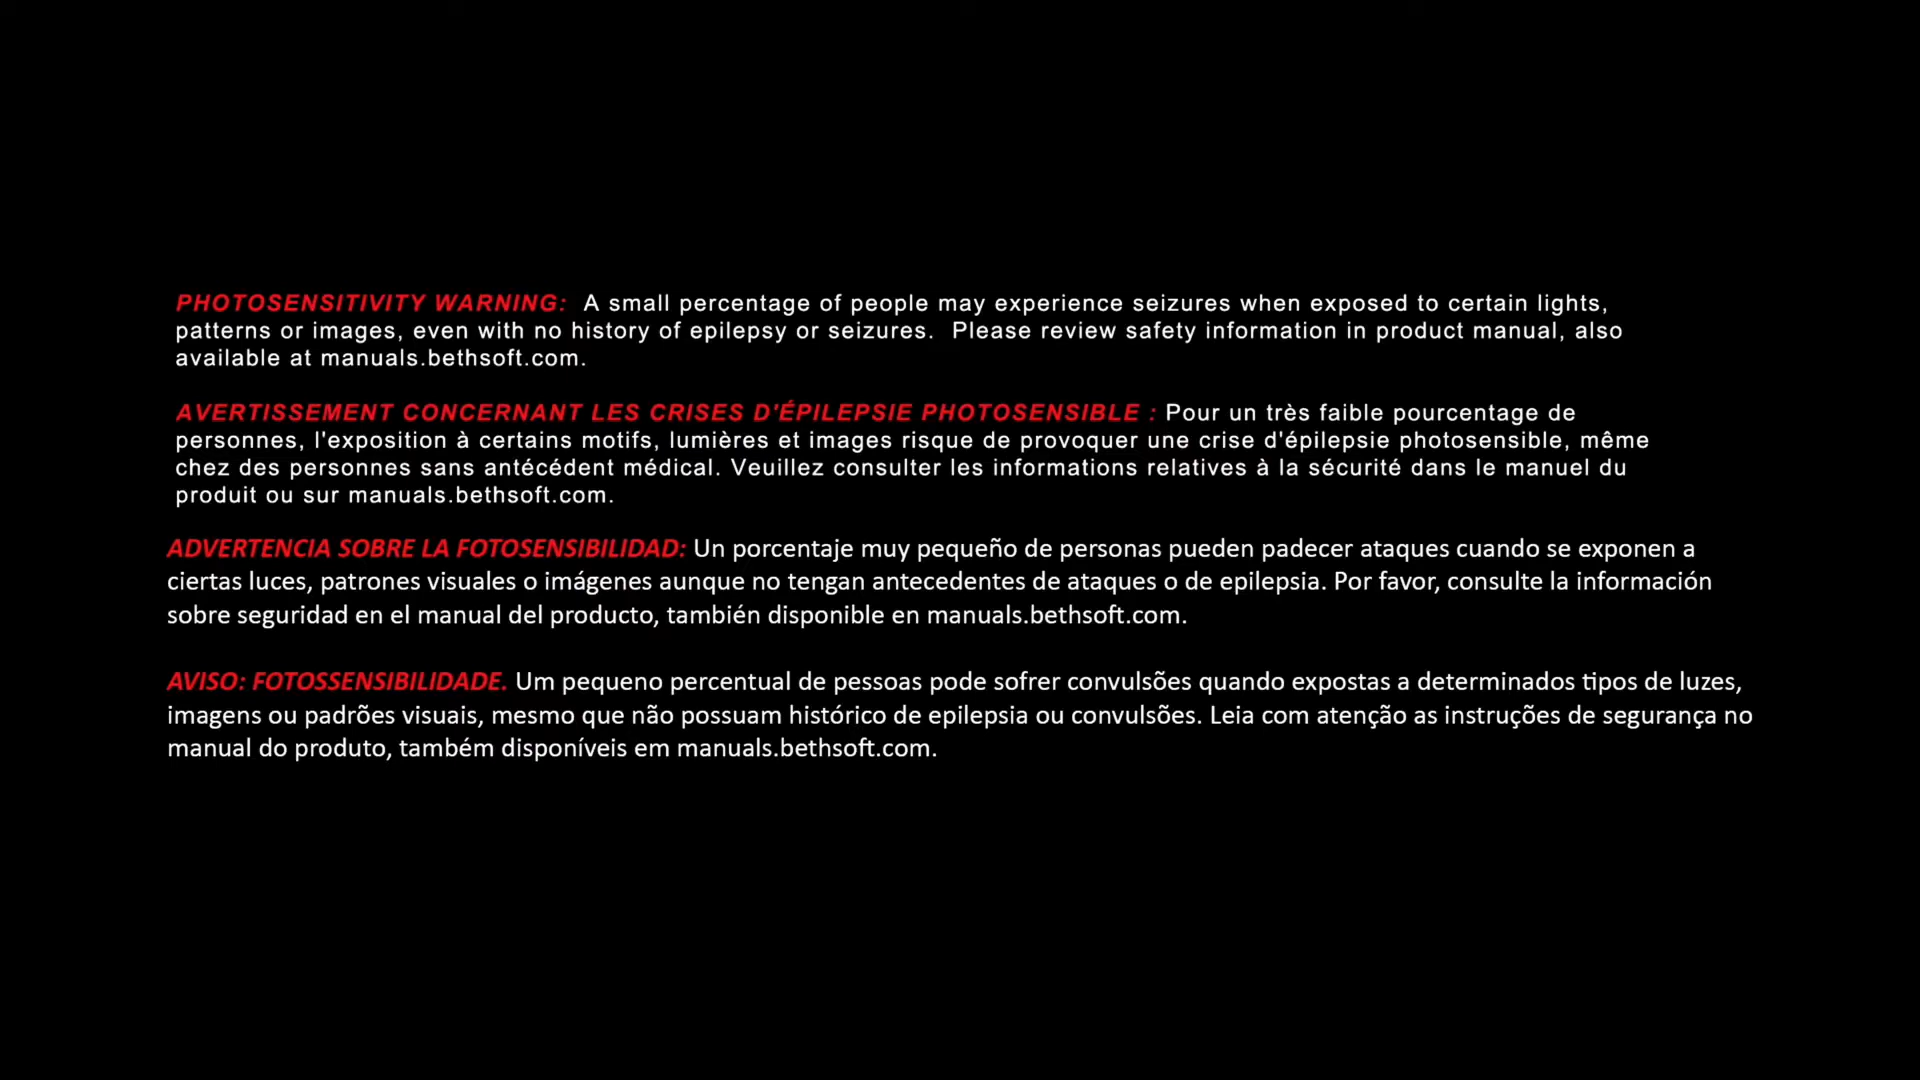 PHOTOSENSITIVITY WARNING: A small percentage of people may experience seizures when exposed to certain lights,
patterns or images, even with no history of epilepsy or seizures. Please review safety information in product manual, also
available at manuals.bethsoft.com.
AVERTISSEMENT CONCERNANT LES CRISES D'ÉPILEPSIE PHOTOSENSIBLE : Pour un très faible pourcentage de
personnes, l'exposition à certains motifs, lumières et images risque de provoquer une crise d'épilepsie photosensible, même
chez des personnes sans antécédent médical. Veuillez consulter les informations relatives à la sécurité dans le manuel du
produit ou sur manuals.bethsoft.com.
ADVERTENCIA SOBRE LA FOTOSENSIBILIDAD: Un porcentaje muy pequeño de personas pueden padecer ataques cuando se exponen a
ciertas luces, patrones visuales o imágenes aunque no tengan antecedentes de ataques o de epilepsia. Por favor, consulte la información
sobre seguridad en el manual del producto, también disponible en manuals.bethsoft.com.
AVISO: FOTOSSENSIBILIDADE. Um pequeno percentual de pessoas pode sofrer convulsões quando expostas a determinados tipos de luzes,
imagens ou padrões visuais, mesmo que não possuam histórico de epilepsia ou convulsões. Leia com atenção as instruções de segurança no
manual do produto, também disponíveis em manuals.bethsoft.com.